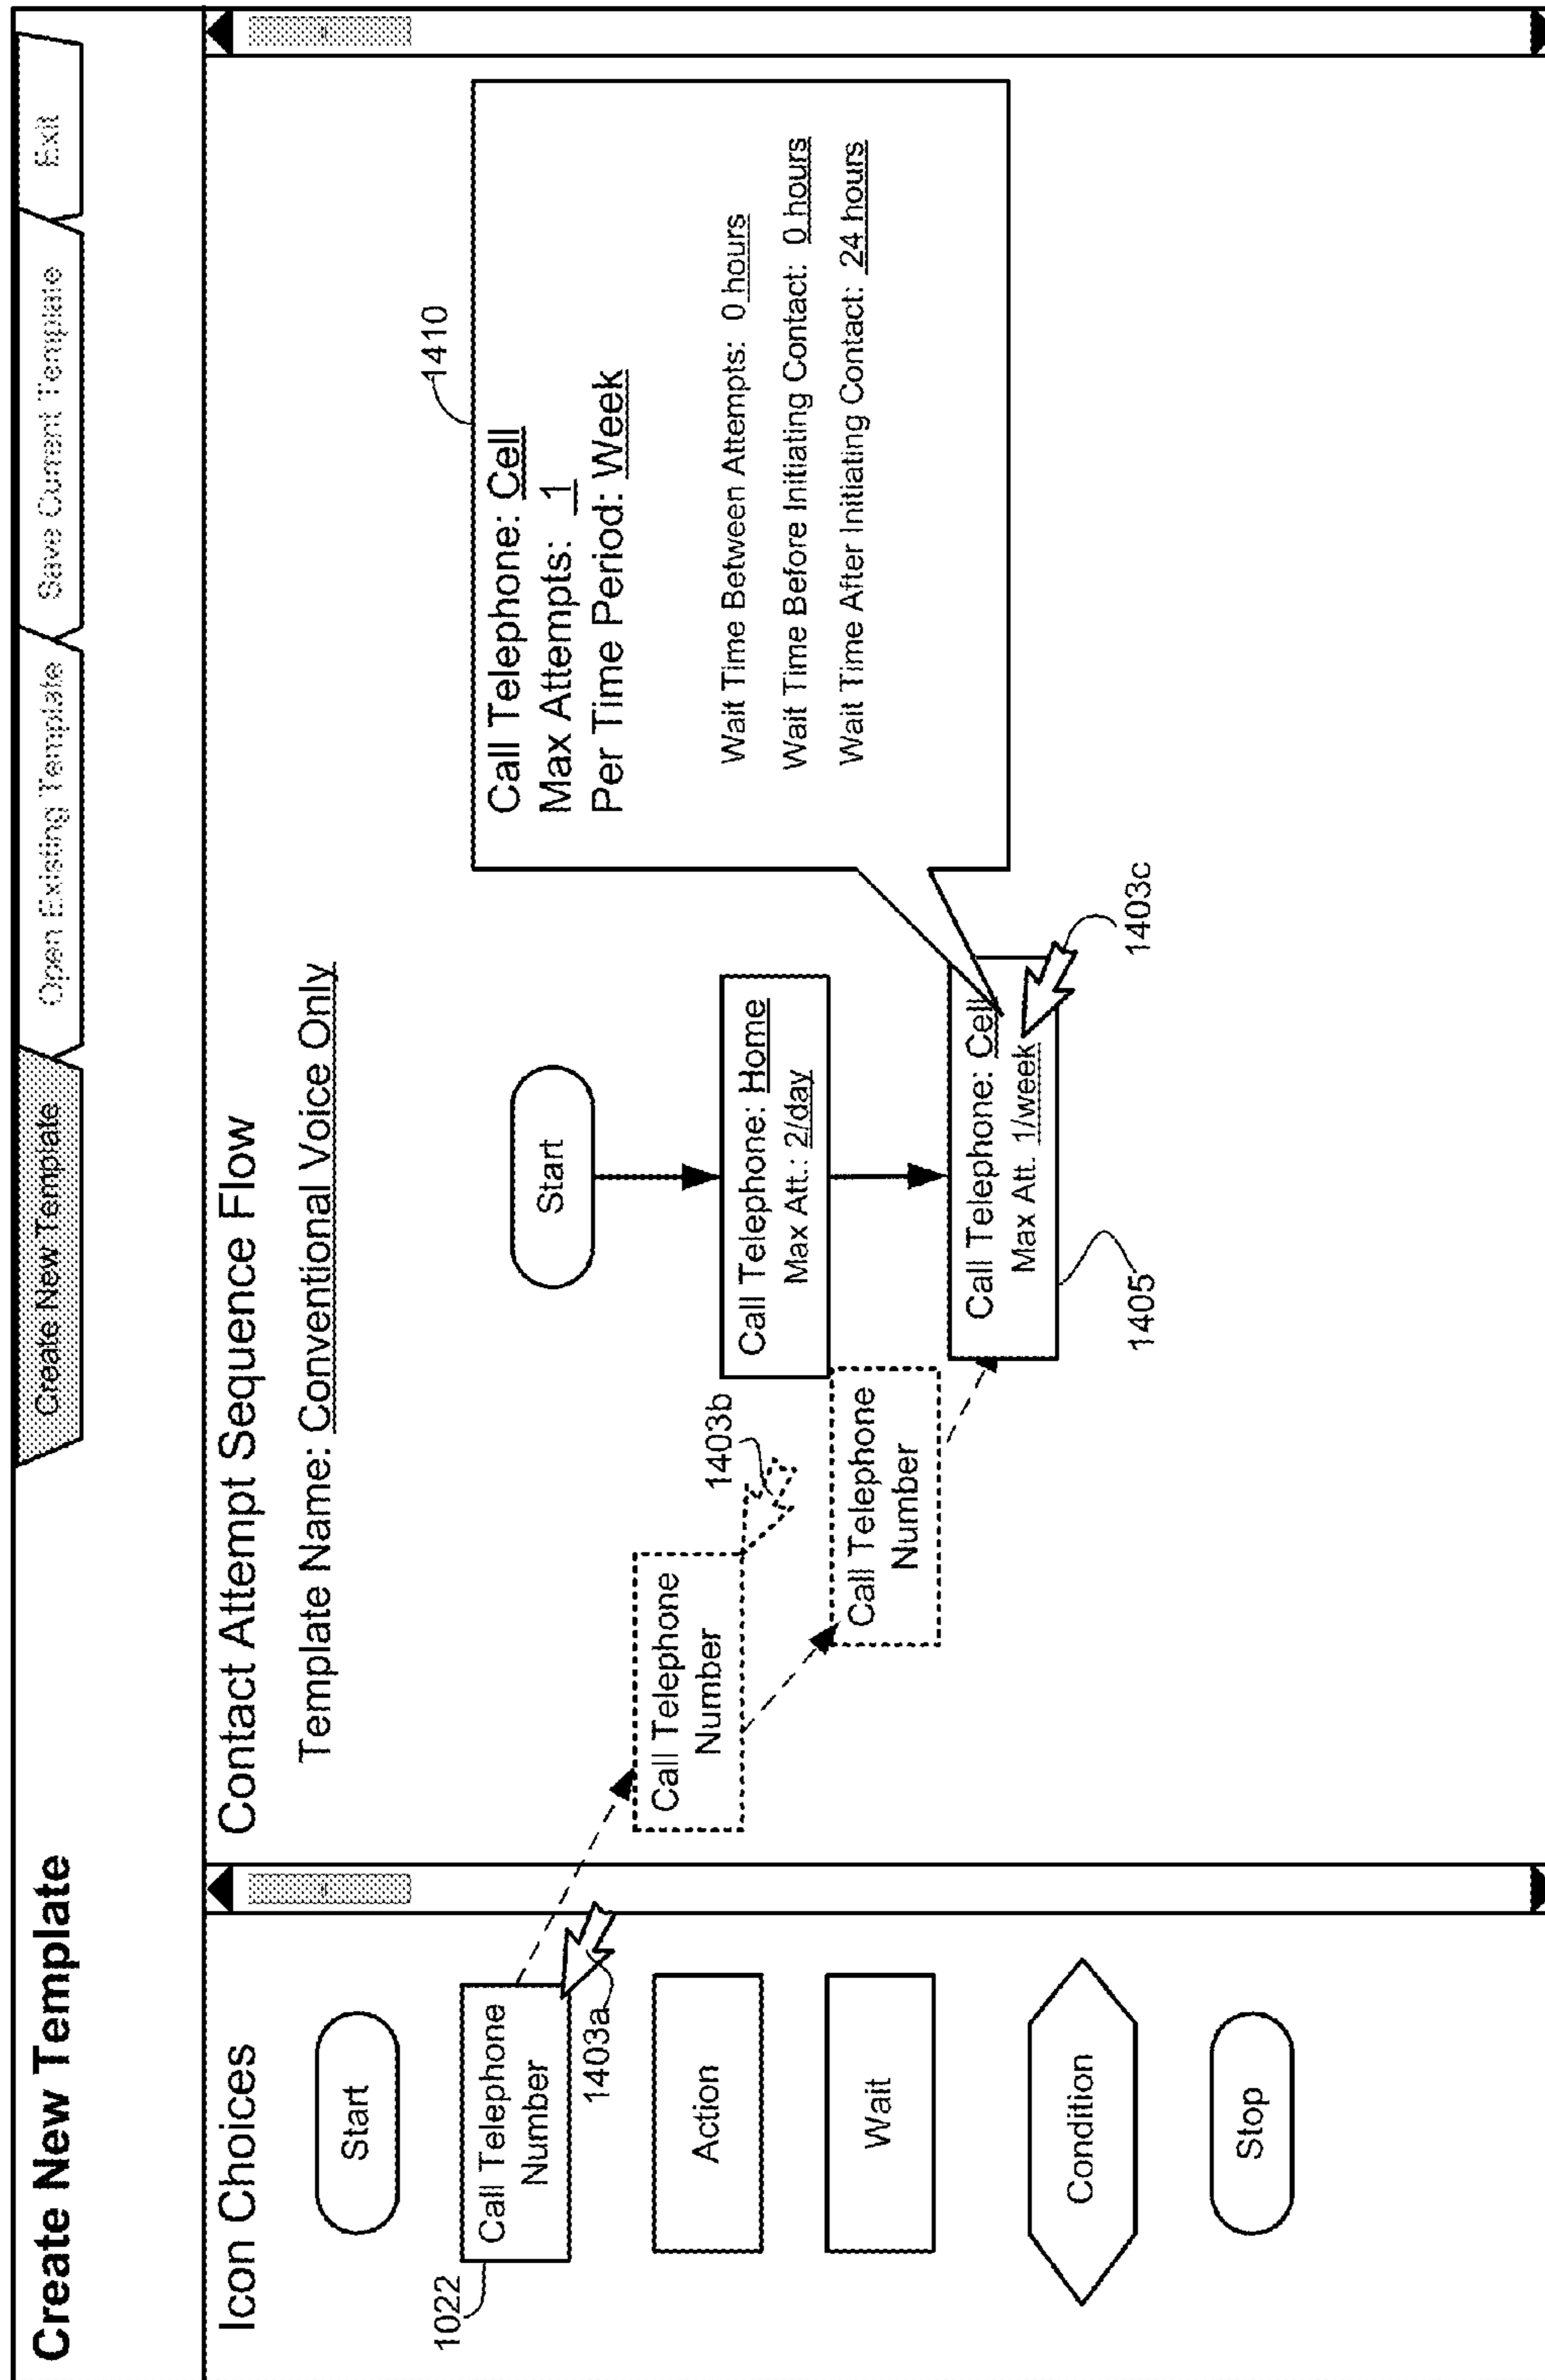 Create New Template
Create New Template
Open Existing Template
Save Current Template
Exit
Icon Choices
Start
1022
Call Telephone
Number
1403a
Action
Wait
Condition
Stop
Contact Attempt Sequence Flow
Template Name: Conventional Voice Only
Start
Call Telephone: Home
Max Att.: 2/day
Call Telephone
Number
1403b
Call Telephone
Number
Call Telephone: Cell
Max Att. 1/week
1405
1403c
1410
Call Telephone: Cell
Max Attempts: 1
Per Time Period: Week
Wait Time Between Attempts: 0 hours
Wait Time Before Initiating Contact: 0 hours
Wait Time After Initiating Contact: 24 hours